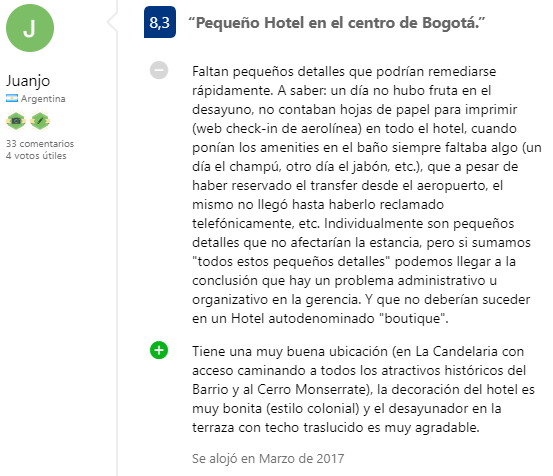 J
Juanjo
Argentina
33 comentarios
4 votos útiles
8,3
“Pequeño Hotel en el centro de Bogotá.”
Faltan pequeños detalles que podrían remediarse
rápidamente. A saber: un día no hubo fruta en el
desayuno, no contaban hojas de papel para imprimir
(web check-in de aerolínea) en todo el hotel, cuando
ponían los amenities en el baño siempre faltaba algo (un
día el champú, otro día el jabón, etc.), que a pesar de
haber reservado el transfer desde el aeropuerto, el
mismo no llegó hasta haberlo reclamado
telefónicamente, etc. Individualmente son pequeños
detalles que no afectarían la estancia, pero si sumamos
"todos estos pequeños detalles" podemos llegar a la
conclusión que hay un problema administrativo u
organizativo en la gerencia. Y que no deberían suceder
en un Hotel autodenominado "boutique".
Tiene una muy buena ubicación (en La Candelaria con
acceso caminando a todos los atractivos históricos del
Barrio y al Cerro Monserrate), la decoración del hotel es
muy bonita (estilo colonial) y el desayunador en la
terraza con techo traslucido es muy agradable.
Se alojó en Marzo de 2017